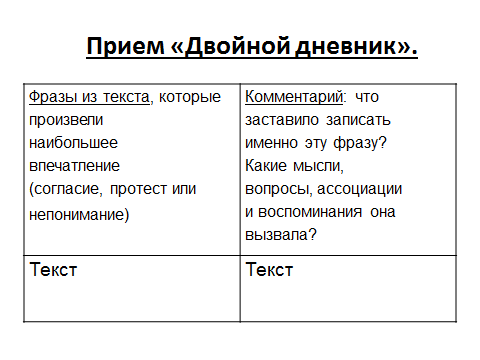 Прием «Двойной дневник».
Фразы из текста, которые
произвели
наибольшее
впечатление
(согласие, протест или
непонимание)
Комментарий: что
заставило записать
именно эту фразу?
Какие мысли,
вопросы, ассоциации
и воспоминания она
вызвала?
Текст
Текст